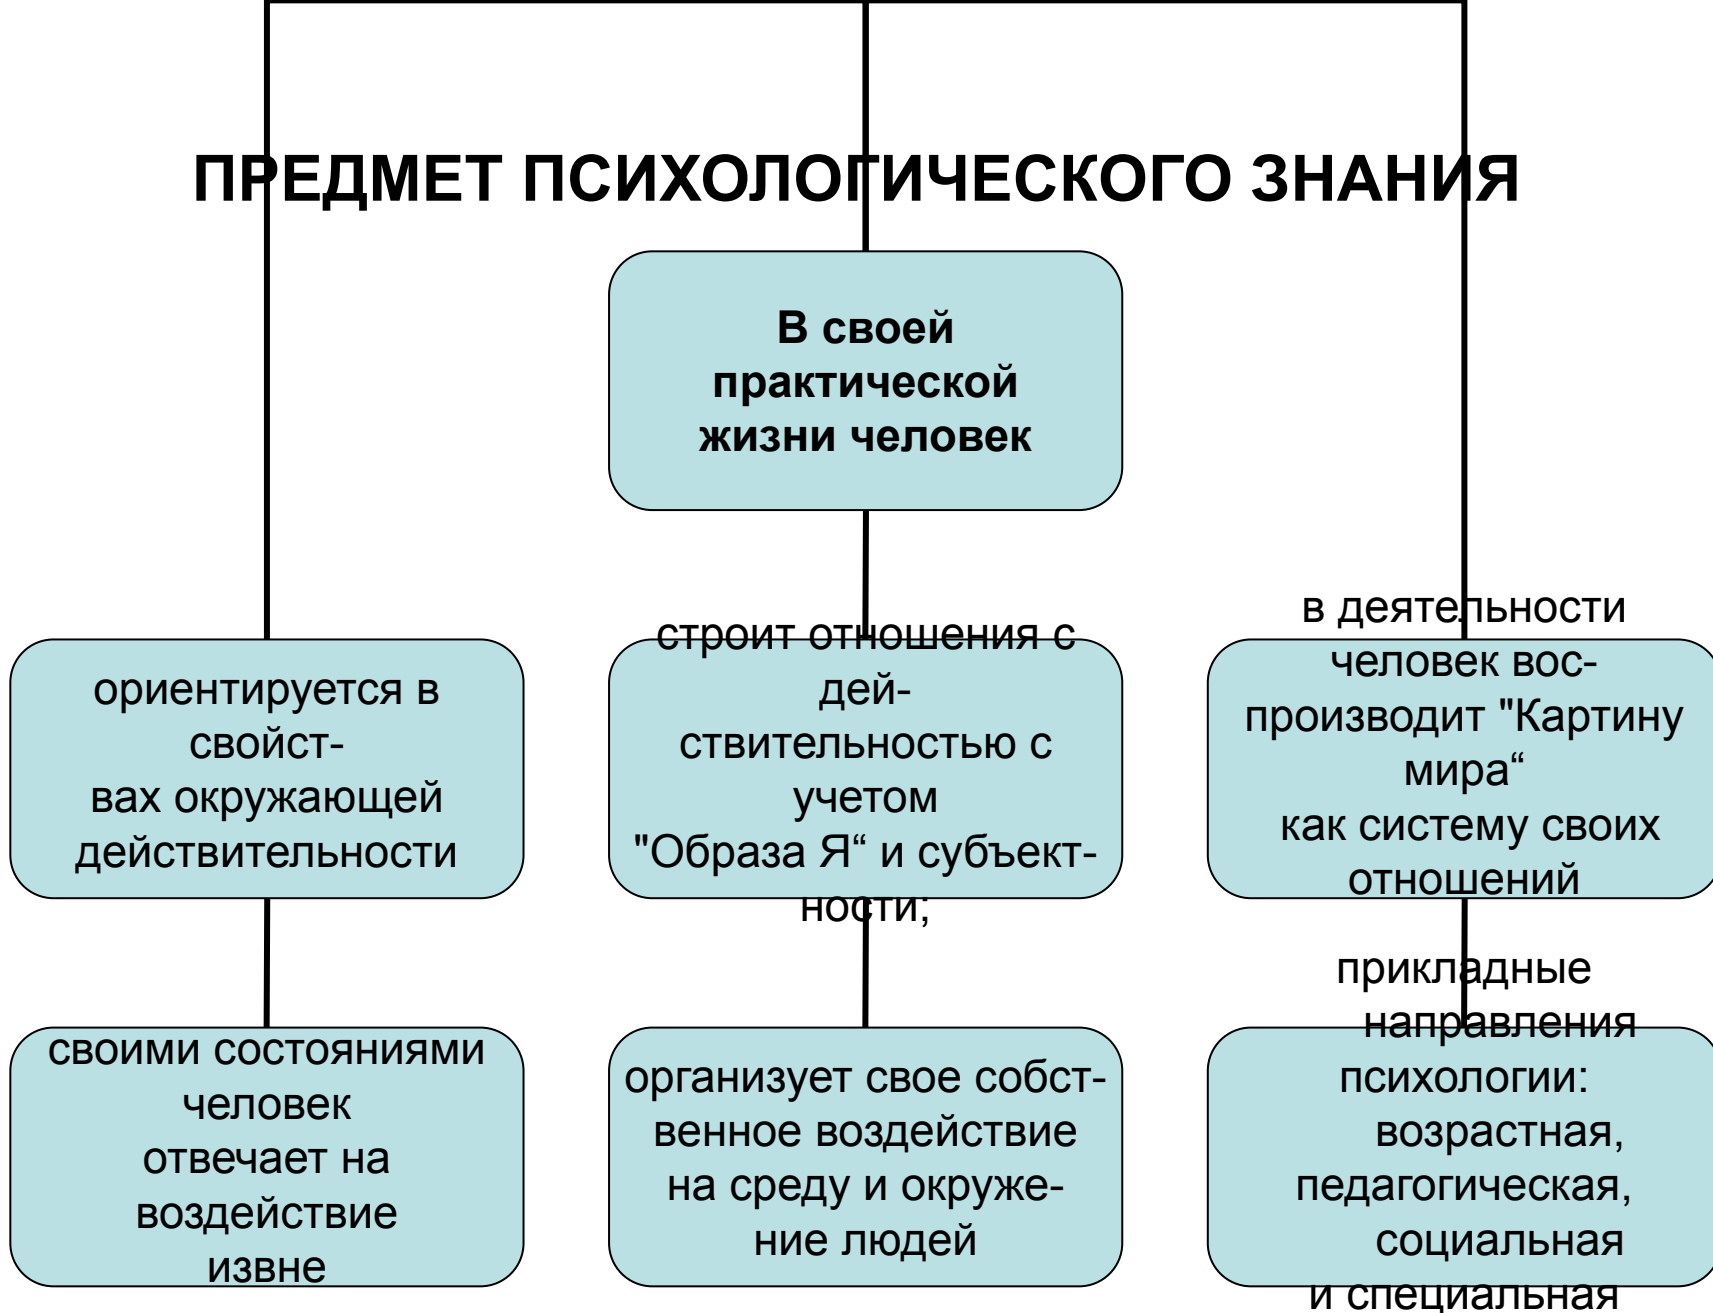 ПРЕДМЕТ ПСИХОЛОГИЧЕСКОГО ЗНАНИЯ
В своей
практической
жизни человек
ориентируется в
свойст-
вах окружающей
действительности
строит отношения с
дей-
ствительностью с
учетом
"Образа Я“ и субъект-
ности;
в деятельности
человек вос-
производит "Картину
мира“
как систему своих
отношений
своими состояниями
человек
отвечает на
воздействие
извне
организует свое собст-
венное воздействие
на среду и окруже-
ние людей
прикладные
направления
психологии:
возрастная,
педагогическая,
социальная
и специальная